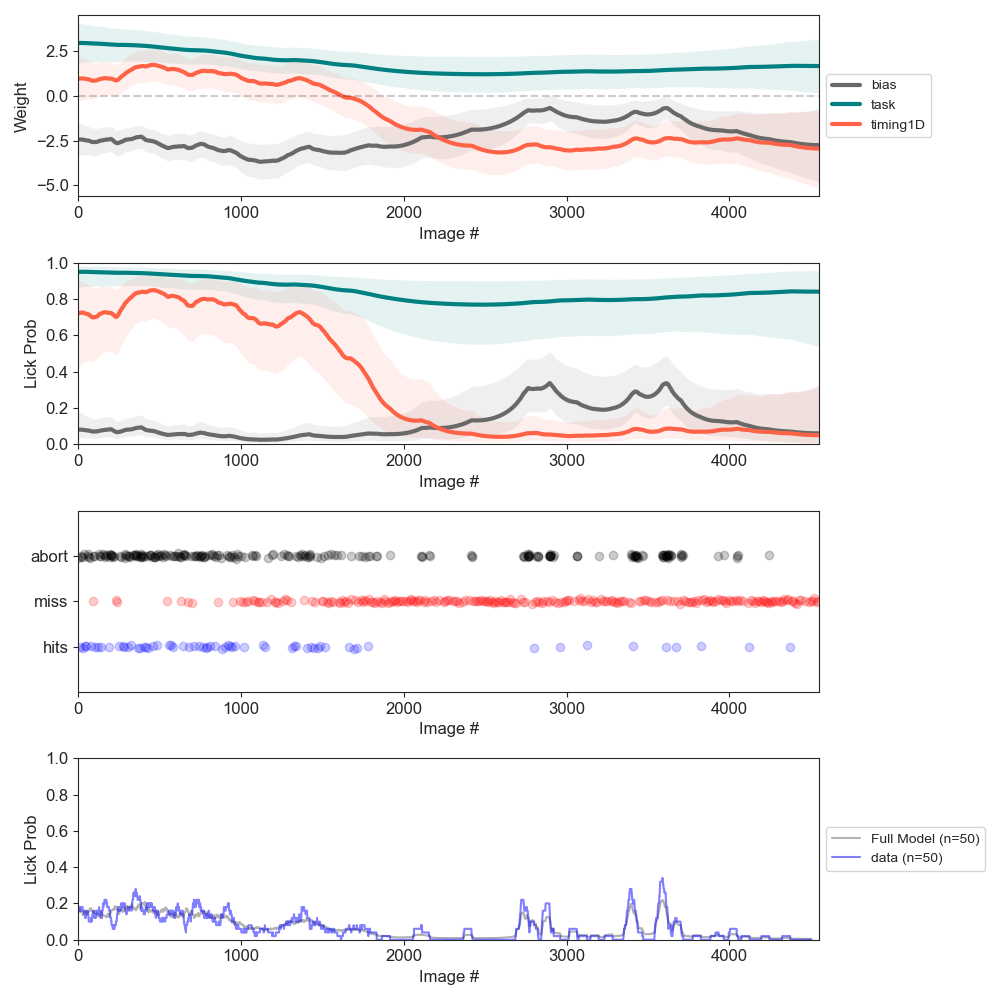 2.5
0.0
−2.5
−5.0
Weight
0 1000 2000 3000 4000
Image #
bias
task
timing1D
1.0
0.8
0.6
0.4
0.2
0.0
Lick Prob
0 1000 2000 3000 4000
Image #
abort
miss
hits
0 1000 2000 3000 4000
Image #
1.0
0.8
0.6
0.4
0.2
0.0
Lick Prob
0 1000 2000 3000 4000
Image #
Full Model (n=50)
data (n=50)